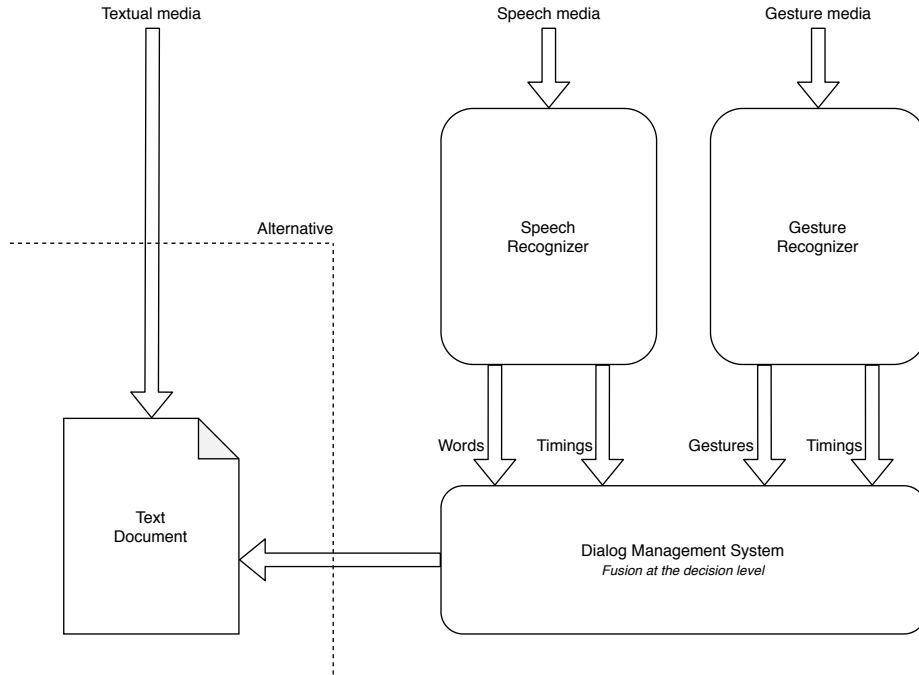 Textual media
Speech media
Gesture media
Speech
Recognizer
Gesture
Recognizer
Alternative
Words
Timings
Gestures
Timings
Text
Document
Dialog Management System
Fusion at the decision level